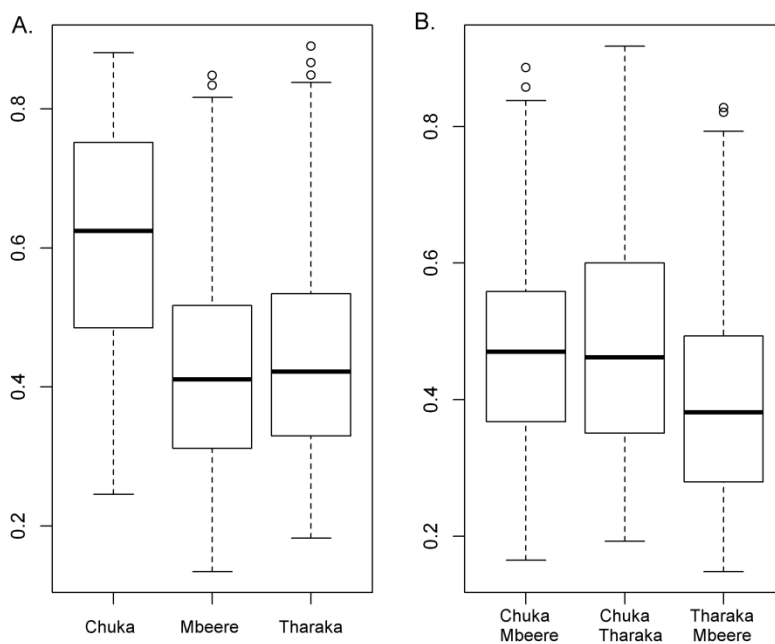 A.
0.8
0.6
0.4
0.2
Chuka Mbeere Tharaka
B.
0.8
0.6
0.4
0.2
Chuka Chuka Tharaka
Mbeere Tharaka Mbeere